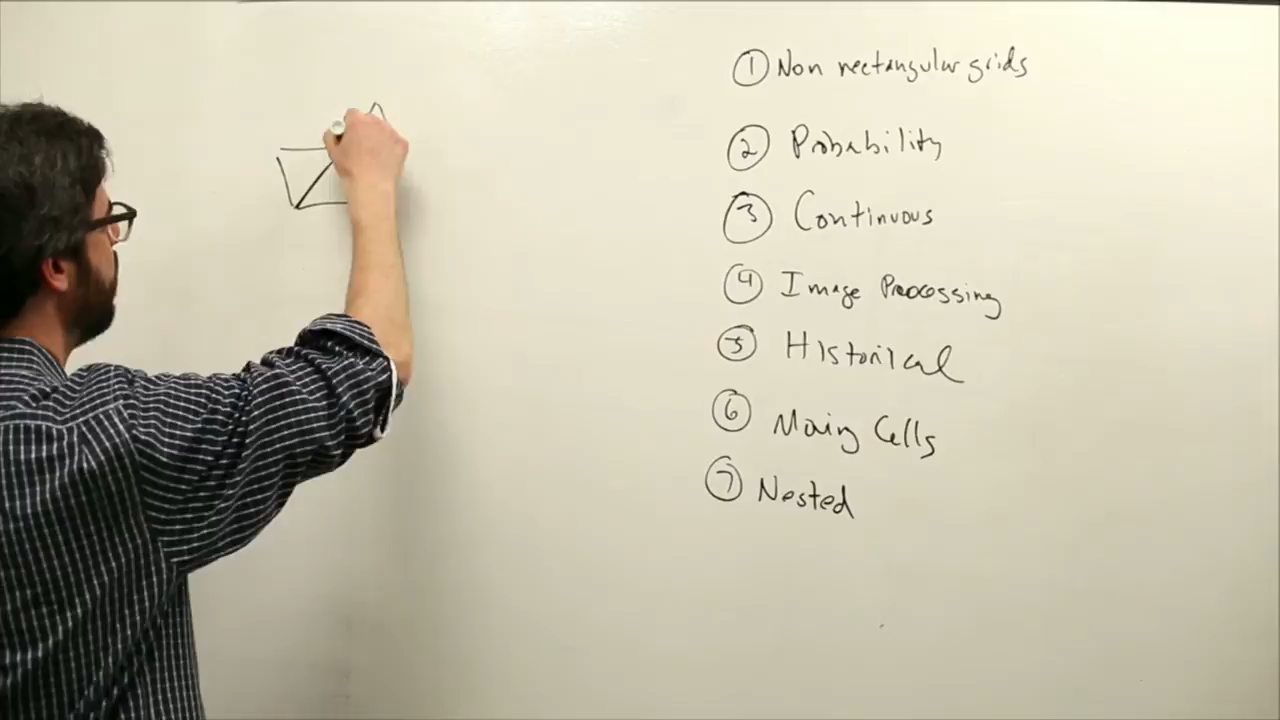 ① Non rectangular grids
② Probability
③ Continuous
④ Image Processing
⑤ Historical
⑥ Moving Cells
⑦ Nested